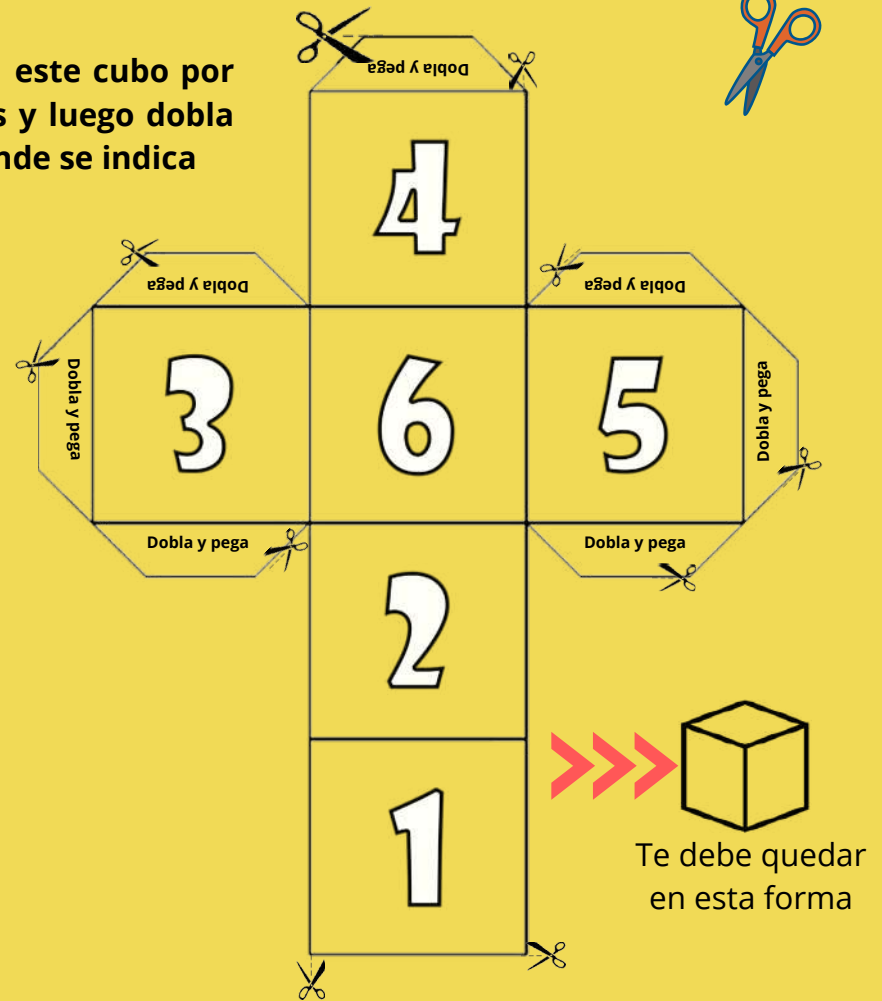 este cubo por
y luego dobla
se indica
Dobla y pega
4
Dobla y pega
Dobla y pega
Dobla y pega
3
6
5
Dobla y pega
Dobla y pega
Dobla y pega
2
1
Te debe quedar
en esta forma